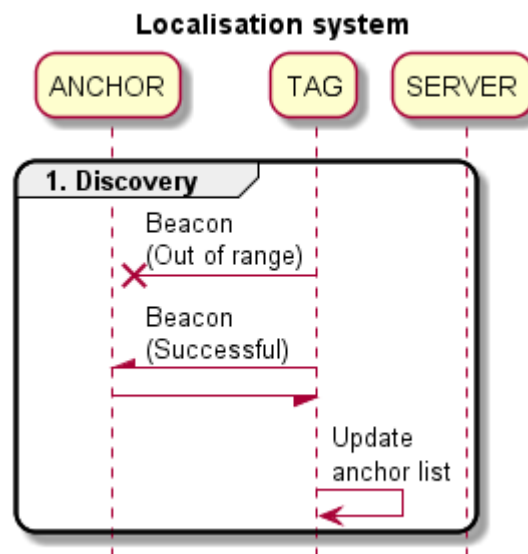 Localisation system
ANCHOR
TAG
SERVER
1. Discovery
Beacon
(Out of range)
Beacon
(Successful)
Update
anchor list